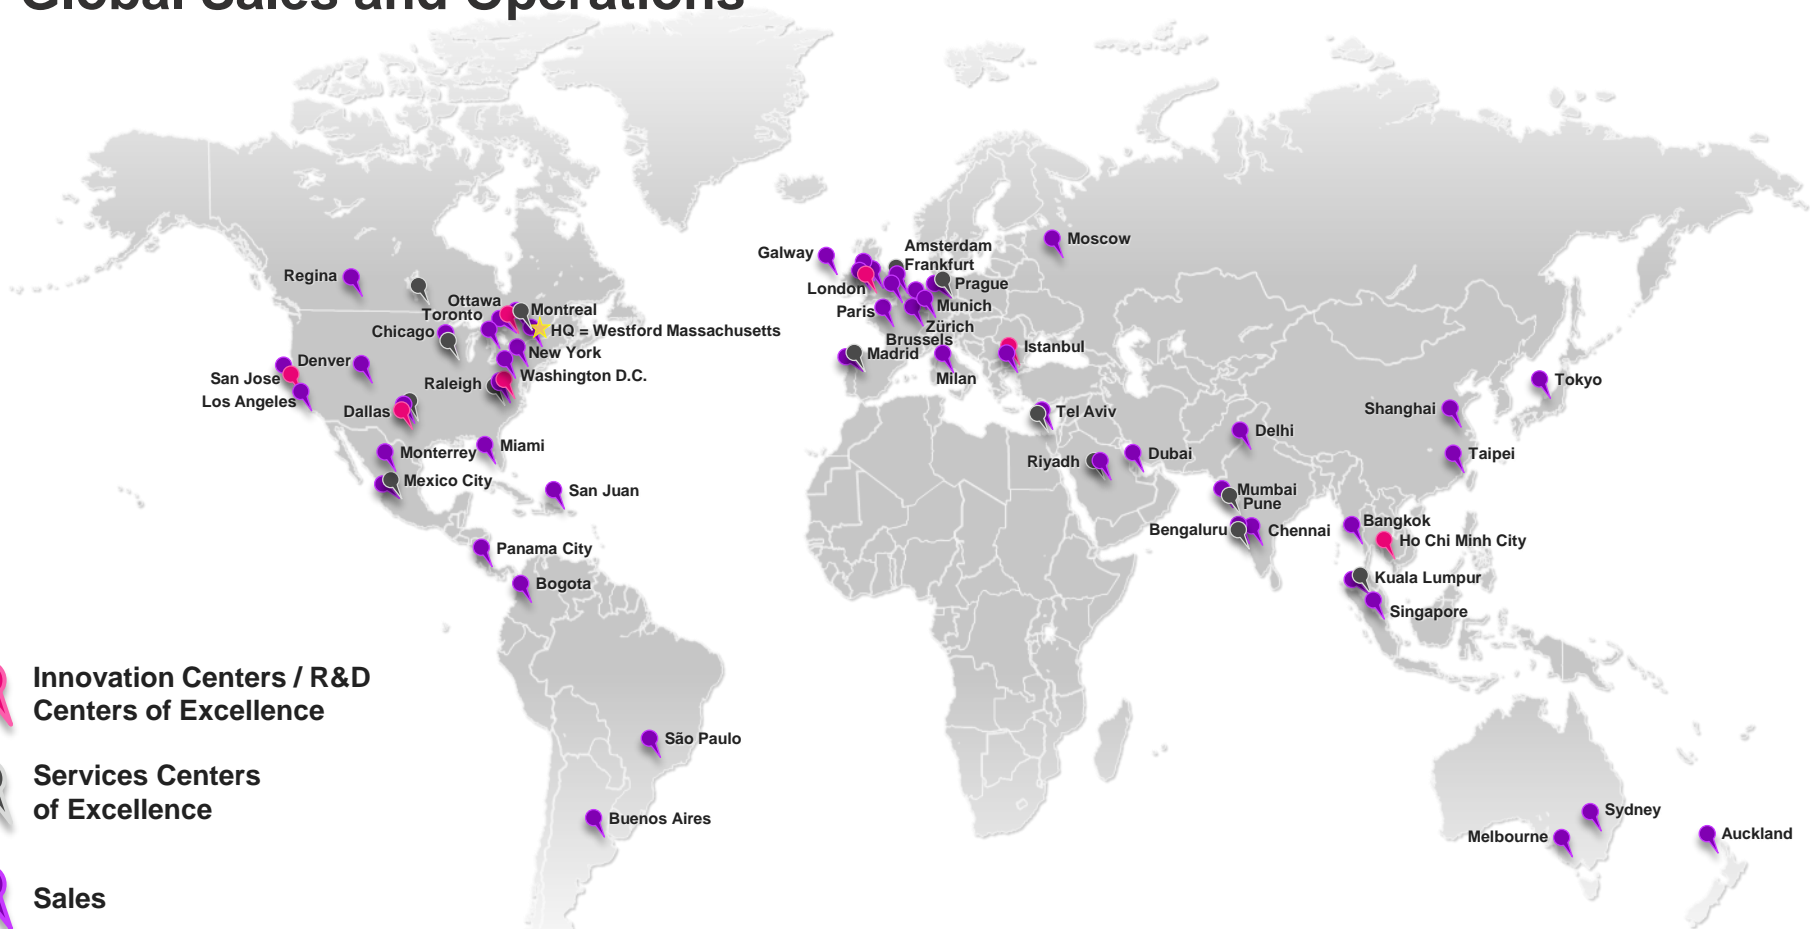 Global Sales and Operations
Galway
Amsterdam
Frankfurt
Moscow
Regina
London
Prague
Ottawa
Montreal
Toronto
Paris
Munich
Chicago
HQ = Westford Massachusetts
Zürich
Brussels
New York
Madrid
Istanbul
Denver
San Jose
Washington D.C.
Milan
Raleigh
Tokyo
Los Angeles
Dallas
Tel Aviv
Shanghai
Delhi
Miami
Monterrey
Riyadh
Dubai
Taipei
Mexico City
San Juan
Mumbai
Pune
Bengaluru
Chennai
Bangkok
Ho Chi Minh City
Panama City
Bogota
Kuala Lumpur
Singapore
Innovation Centers / R&D
Centers of Excellence
São Paulo
Services Centers
of Excellence
Buenos Aires
Sydney
Melbourne
Auckland
Sales